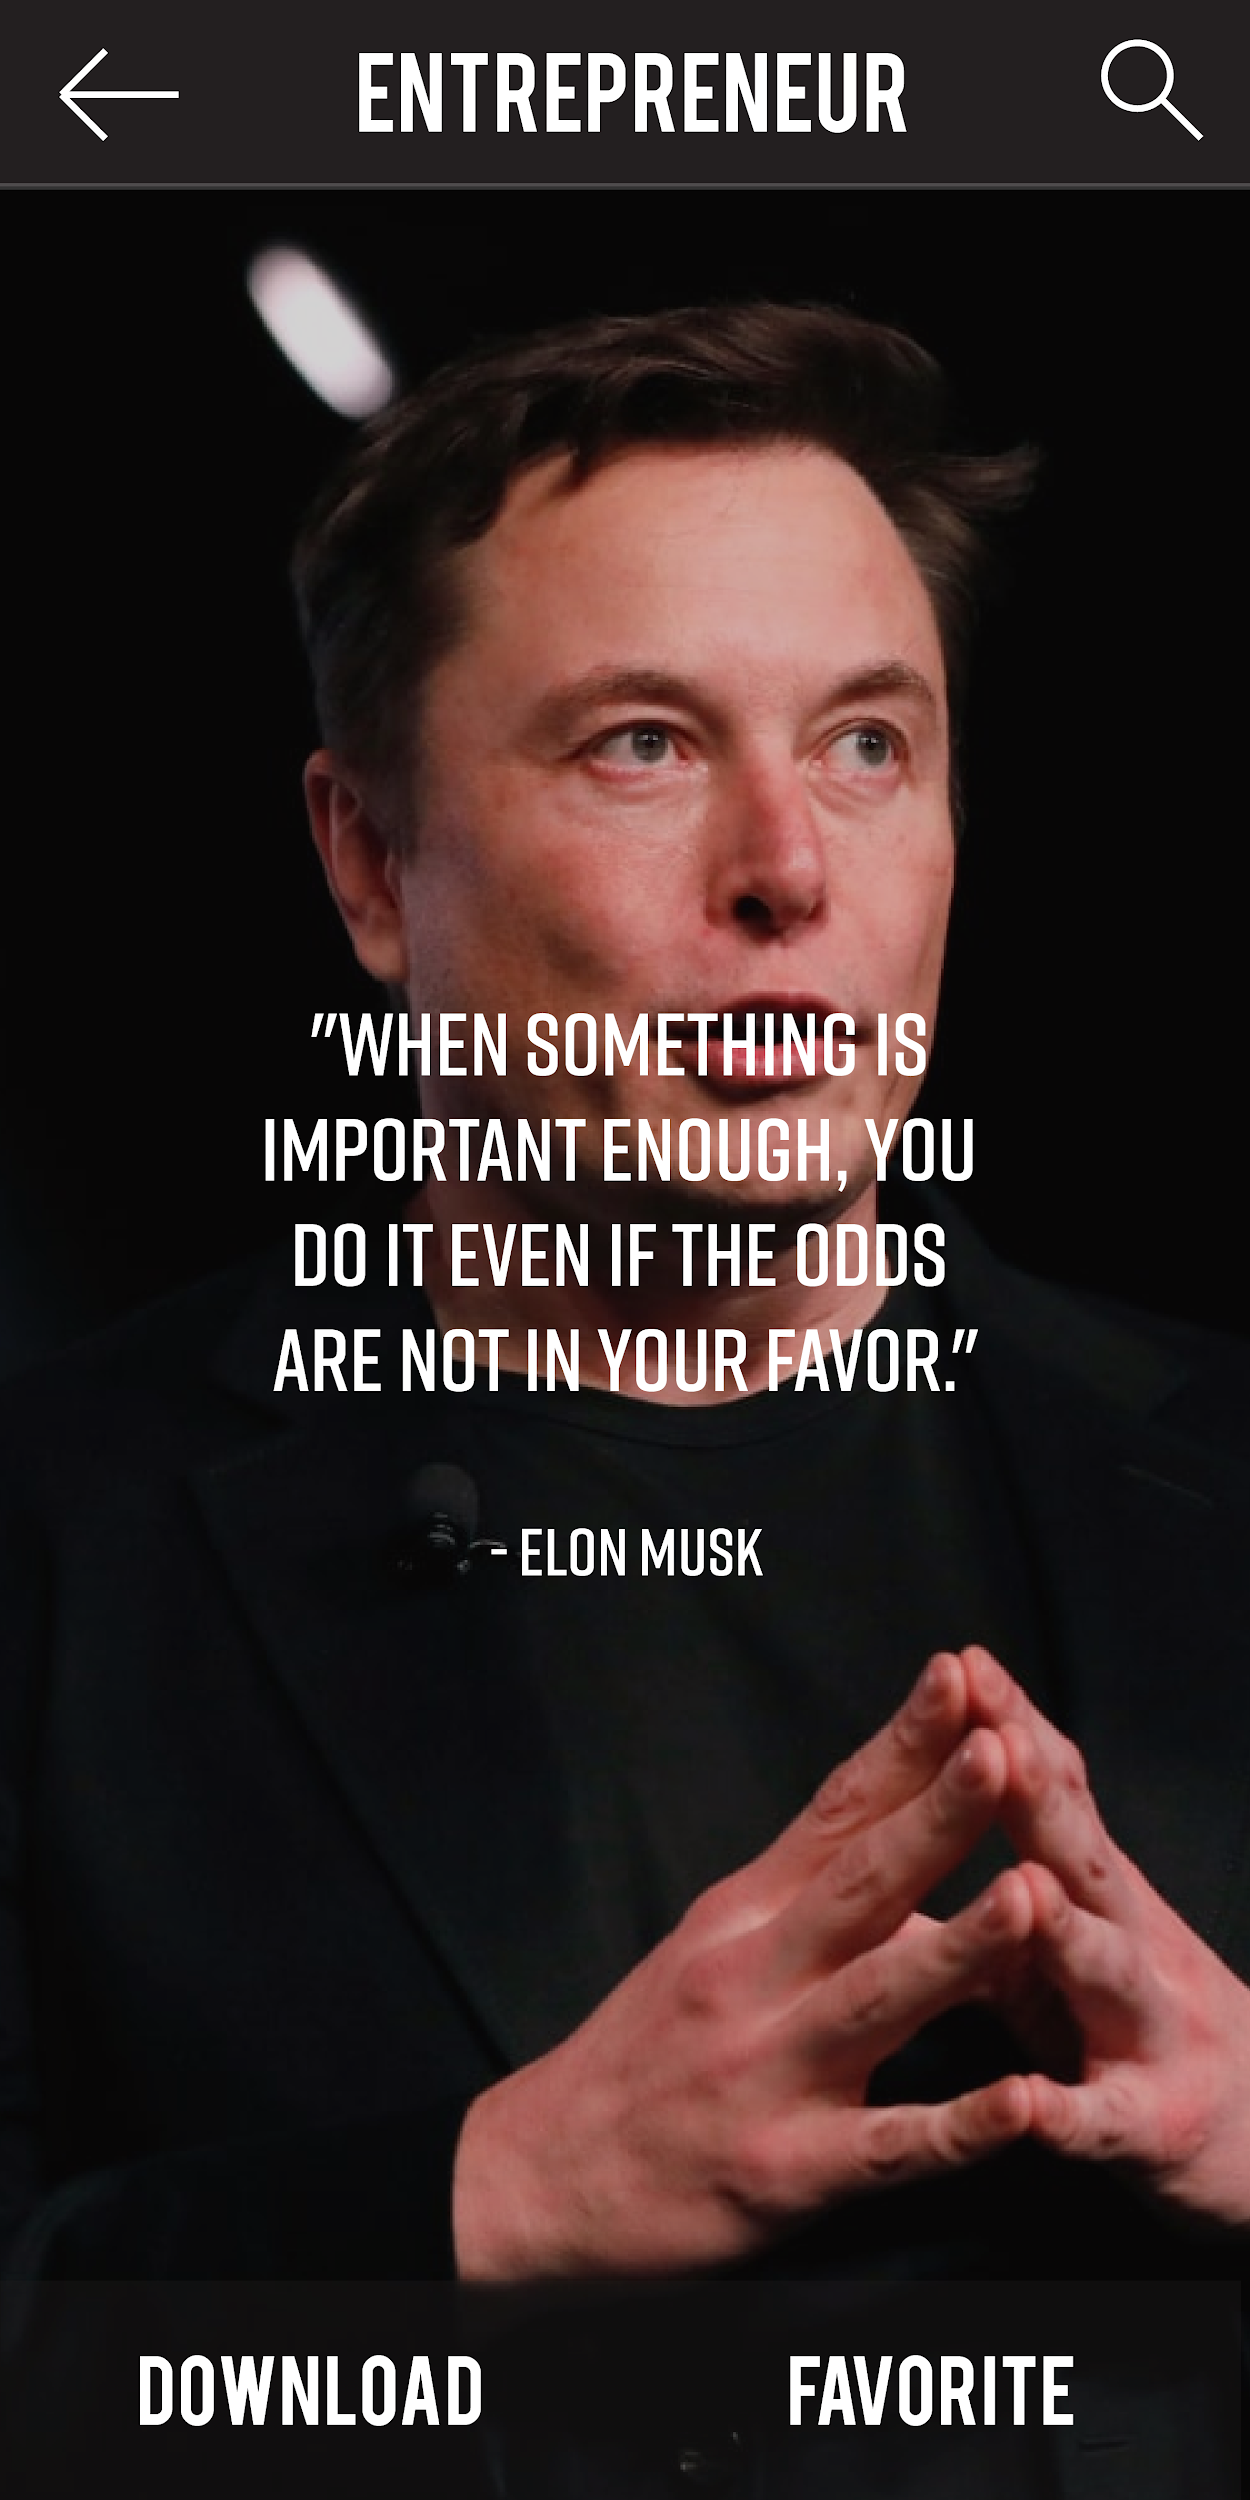 ENTREPRENEUR
"WHEN SOMETHING IS
IMPORTANT ENOUGH, YOU
DO IT EVEN IF THE ODDS
ARE NOT IN YOUR FAVOR."
- ELON MUSK
DOWNLOAD
FAVORITE